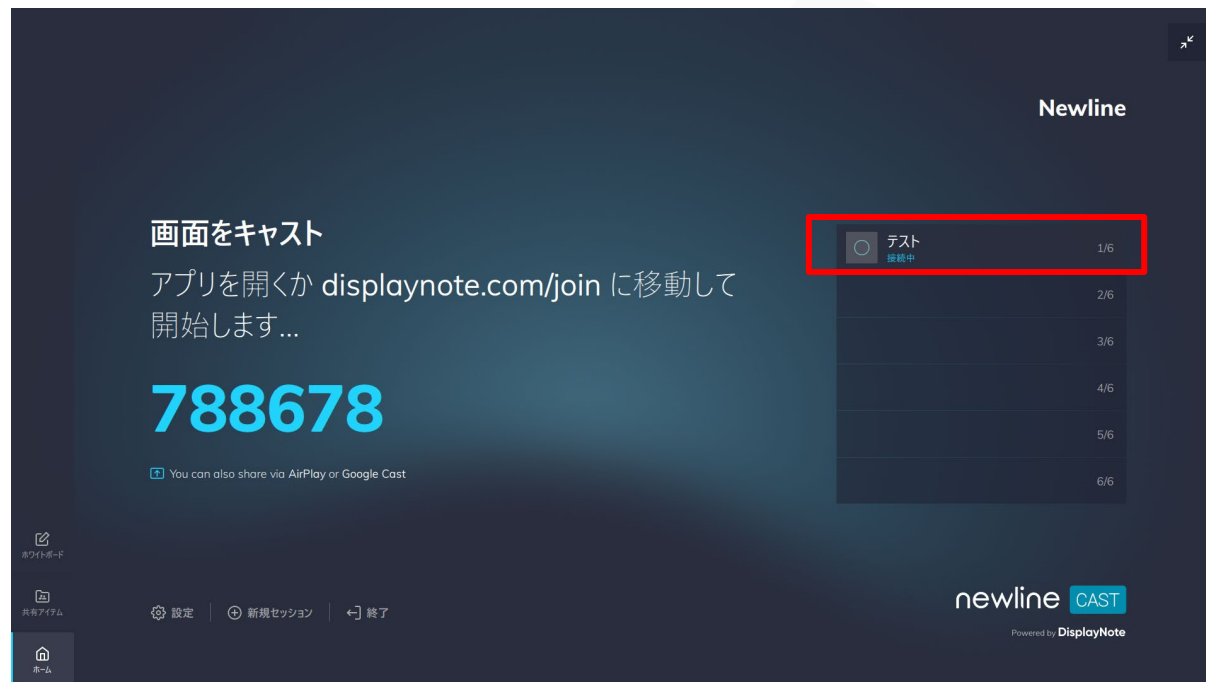 Newline
画面をキャスト
アプリを開くか displaynote.com/join に移動して
開始します...
788678
You can also share via AirPlay or Google Cast
テスト
接続中
1/6
2/6
3/6
4/6
5/6
6/6
ホワイトボード
共有アイテム
ホーム
設定
新規セッション
終了
newline CAST
Powered by DisplayNote